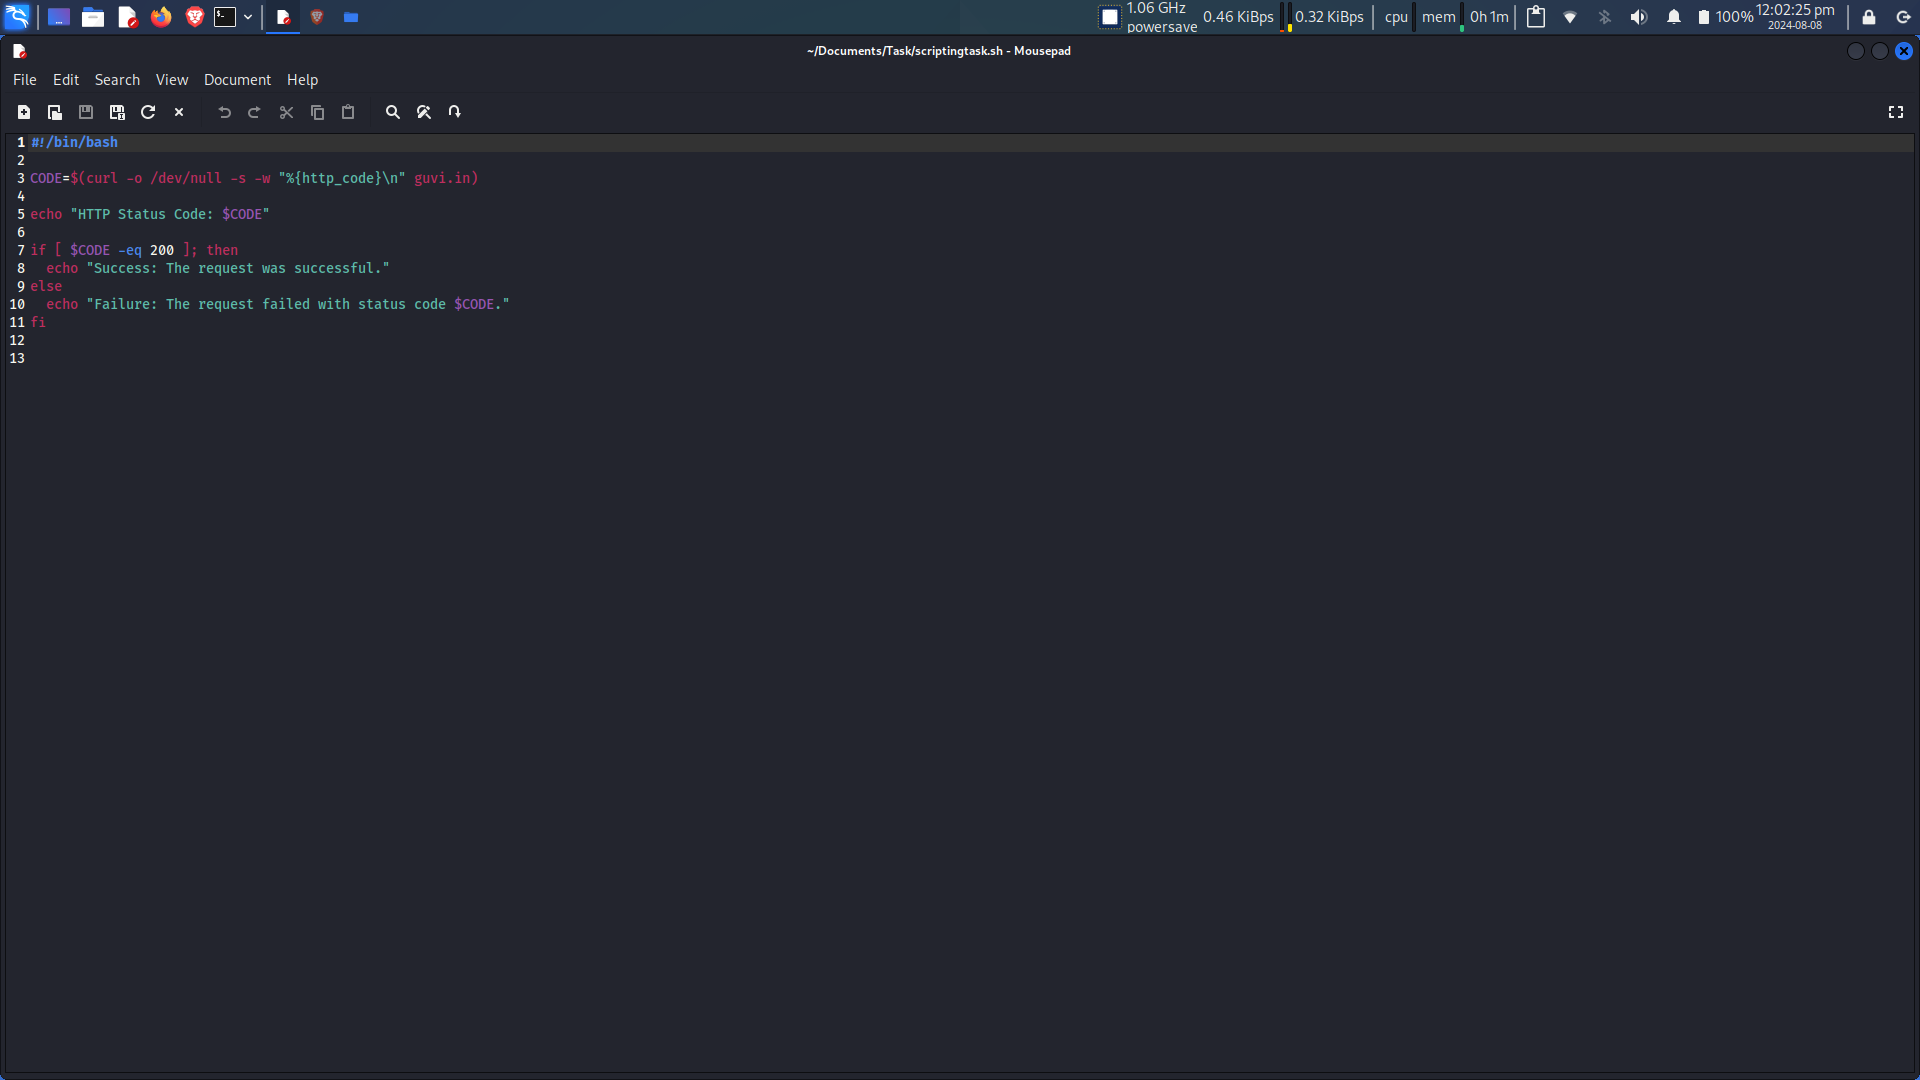 1.06 GHz
powersave
0.46 KiBps
0.32 KiBps
cpu
mem
0h 1m
100%
12:02:25 pm
2024-08-08
~/Documents/Task/scriptingtask.sh - Mousepad
File Edit Search View Document Help
1 #!/bin/bash
2
3 CODE=$(curl -o /dev/null -s -w "%{http_code}\n" guvi.in)
4
5 echo "HTTP Status Code: $CODE"
6
7 if [ $CODE -eq 200 ]; then
8   echo "Success: The request was successful."
9 else
10   echo "Failure: The request failed with status code $CODE."
11 fi
12
13